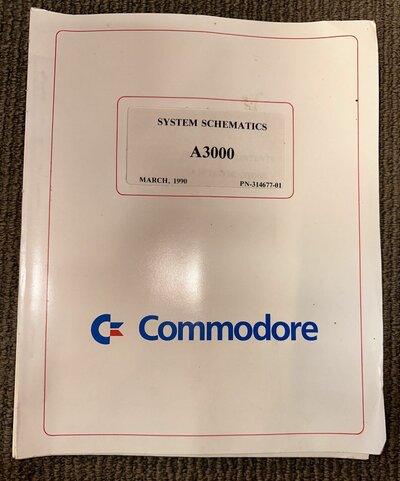 SYSTEM SCHEMATICS
A3000
MARCH, 1990 PN-314677-01
Commodore